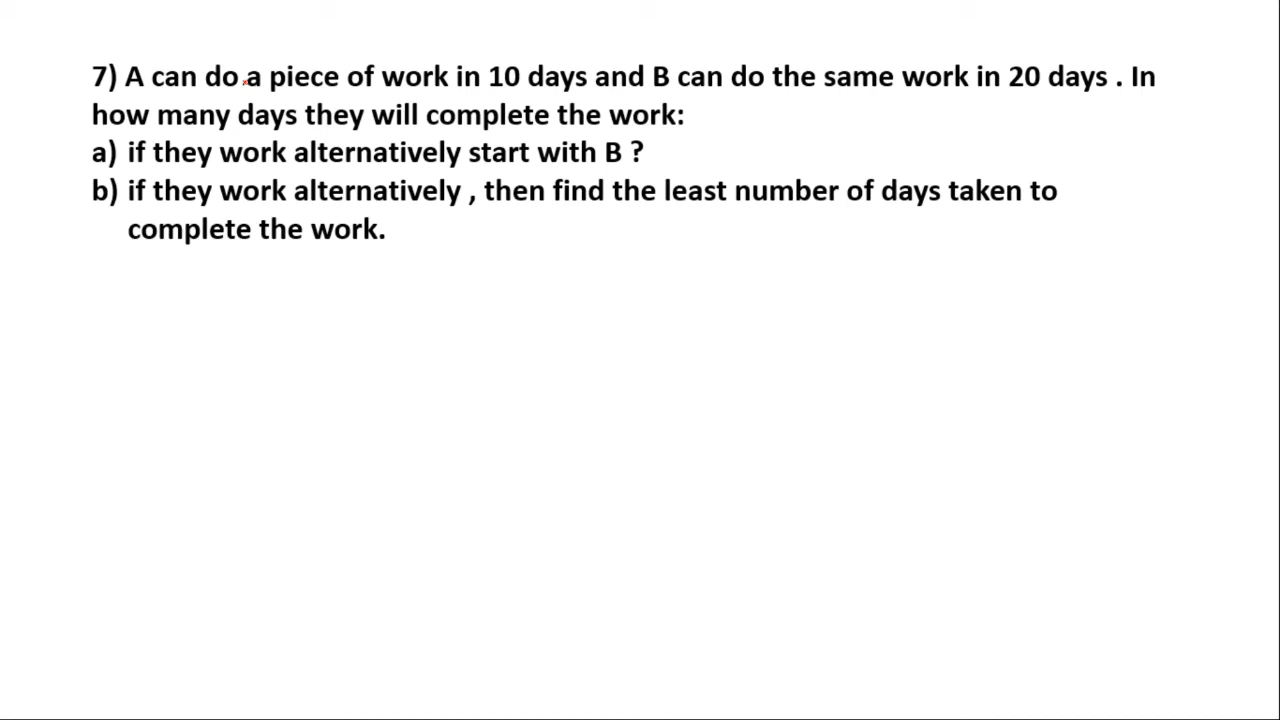 7) A can do a piece of work in 10 days and B can do the same work in 20 days . In
how many days they will complete the work:
a) if they work alternatively start with B ?
b) if they work alternatively , then find the least number of days taken to
complete the work.